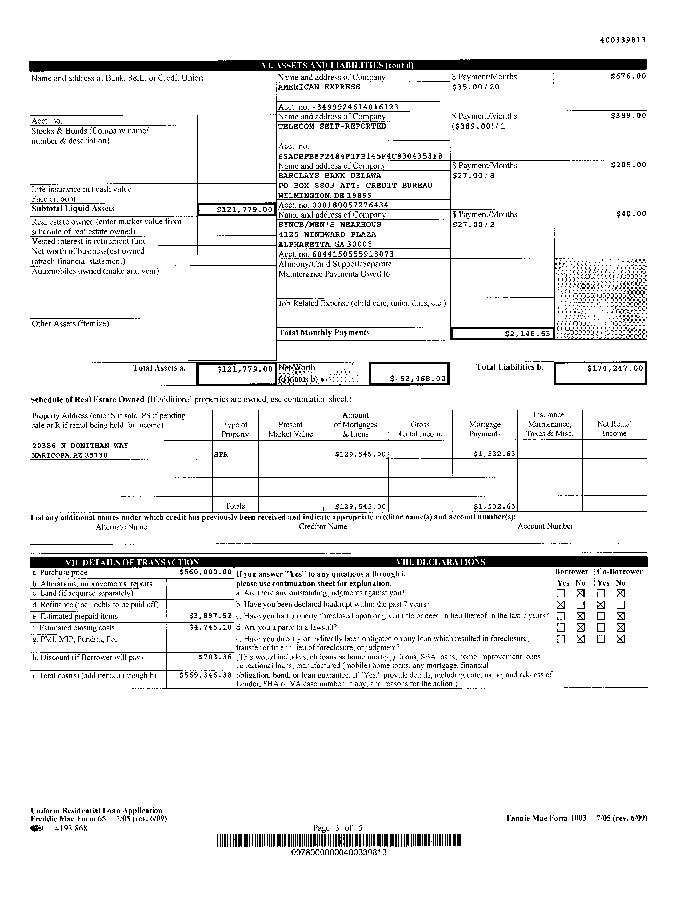 400339813
VI. ASSETS AND LIABILITIES (cont'd)
Name and address of Bank, S&L, or Credit Union
Name and address of Company
$ Payment/Months
$676.00
AMERICAN EXPRESS
$35.00/20
Acct. no. -3499924614016123
Acct. no.
Name and address of Company
$ Payment/Months
$389.00
Stocks & Bonds (Company name/
number & description)
TELECOM SELF-REPORTED
($389.00)/1
Acct. no.
Name and address of Company
$ Payment/Months
$205.00
BARCLAYS BANK DELAWA
$27.00/8
PO BOX 8803 ATT: CREDIT BUREAU
Life insurance net cash value
WILMINGTON, DE 19899
Face amount
Subtotal Liquid Assets
$121,779.00
Acct. no. 000180057276434
Real estate owned (enter market value from
schedule of real estate owned)
Name and address of Company
$ Payment/Months
$40.00
SYNCB/MEN'S WEARHOUS
$27.00/2
Vested interest in retirement fund
4125 WINDWARD PLAZA
Net worth of business(es) owned
(attach financial statement)
ALPHARETTA, GA 30005
Acct. no. 6044150555913073
Automobiles owned (make and year)
Alimony/Child Support/Separate
Maintenance Payments Owed to
Job-Related Expense (child care, union dues, etc.)
Other Assets (itemize)
Total Monthly Payments
$2,148.63
Total Assets a.
$121,779.00
Net Worth
(a minus b)
$-52,468.00
Total Liabilities b.
$174,247.00
Schedule of Real Estate Owned (If additional properties are owned, use continuation sheet.)
Property Address (enter S if sold, PS if pending
sale or R if rental being held for income)
Type of
Property
Present
Market Value
Amount
of Mortgages
& Liens
Gross
Rental Income
Mortgage
Payments
Insurance
Maintenance,
Taxes & Misc.
Net Rental
Income
20386 N DONITHAN WAY
MARICOPA, AZ
SFR
$129,545.00
$1,532.63
Totals
$129,545.00
$1,532.63
List any additional names under which credit has previously been received and indicate appropriate creditor name(s) and account number(s):
Alternate Name
Creditor Name
Account Number
VII. DETAILS OF TRANSACTION
VIII. DECLARATIONS
a. Purchase price
$560,000.00
If you answer "Yes" to any questions a through i,
please use continuation sheet for explanation.
Borrower
Co-Borrower
Yes No
Yes No
b. Alterations, improvements, repairs
c. Land (if acquired separately)
a. Are there any outstanding judgments against you?
d. Refinance (incl. debts to be paid off)
b. Have you been declared bankrupt within the past 7 years?
e. Estimated prepaid items
$3,897.52
c. Have you had property foreclosed upon or given title or deed in lieu thereof in the last 7 years?
f. Estimated closing costs
$4,745.10
d. Are you a party to a lawsuit?
g. PMI, MIP, Funding Fee
e. Have you directly or indirectly been obligated on any loan which resulted in foreclosure,
transfer of title in lieu of foreclosure, or judgment?
h. Discount (if Borrower will pay)
$703.36
(This would include such loans as home mortgage loans, SBA loans, home improvement loans,
educational loans, manufactured (mobile) home loans, any mortgage, financial
i. Total costs (add items a through h)
obligation, bond, or loan guarantee. If "Yes," provide details, including date, name, and address of
Lender, FHA or VA case number, if any, and reasons for the action.)
Uniform Residential Loan Application
Freddie Mac Form 65 7/05 (rev. 6/09)
Page 3 of 5
Fannie Mae Form 1003 7/05 (rev. 6/09)